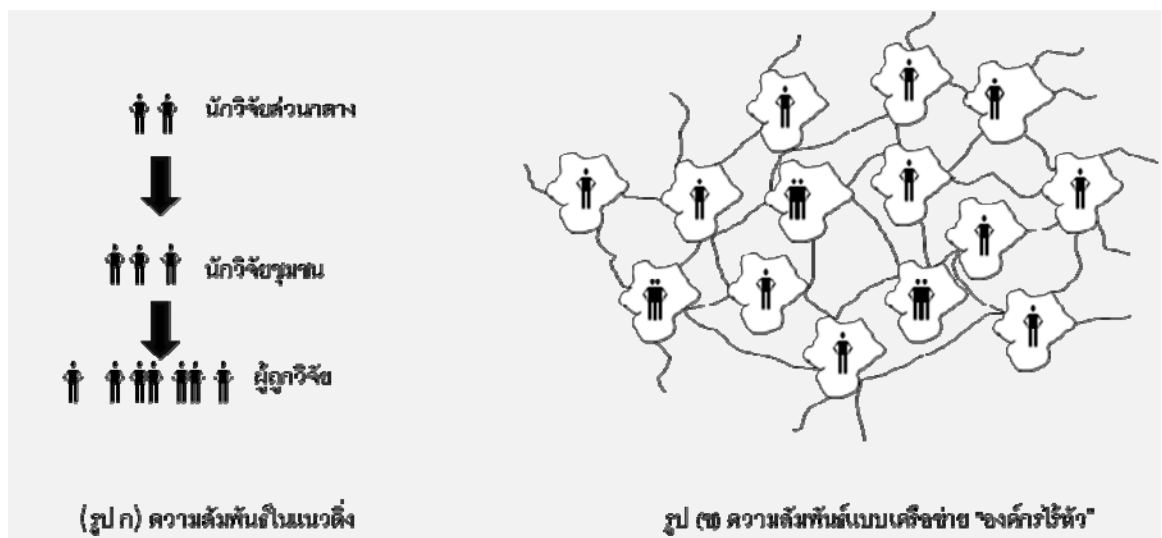 นักวิจัยส่วนกลาง
นักวิจัยชุมชน
ผู้ถูกวิจัย
(รูป ก) ความสัมพันธ์ในแนวดิ่ง
รูป (ข) ความสัมพันธ์แบบเครือข่าย "องค์กรไร้หัว"